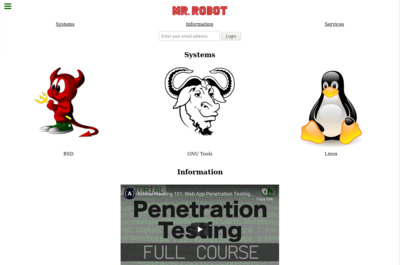 MR. ROBOT
Systems Information Services
Enter your email address Login
Systems
BSD GNU Tools Linux
Information
Ethical Hacking 101: Web App Penetration Testing...
Copy link
Penetration
Testing
FULL COURSE